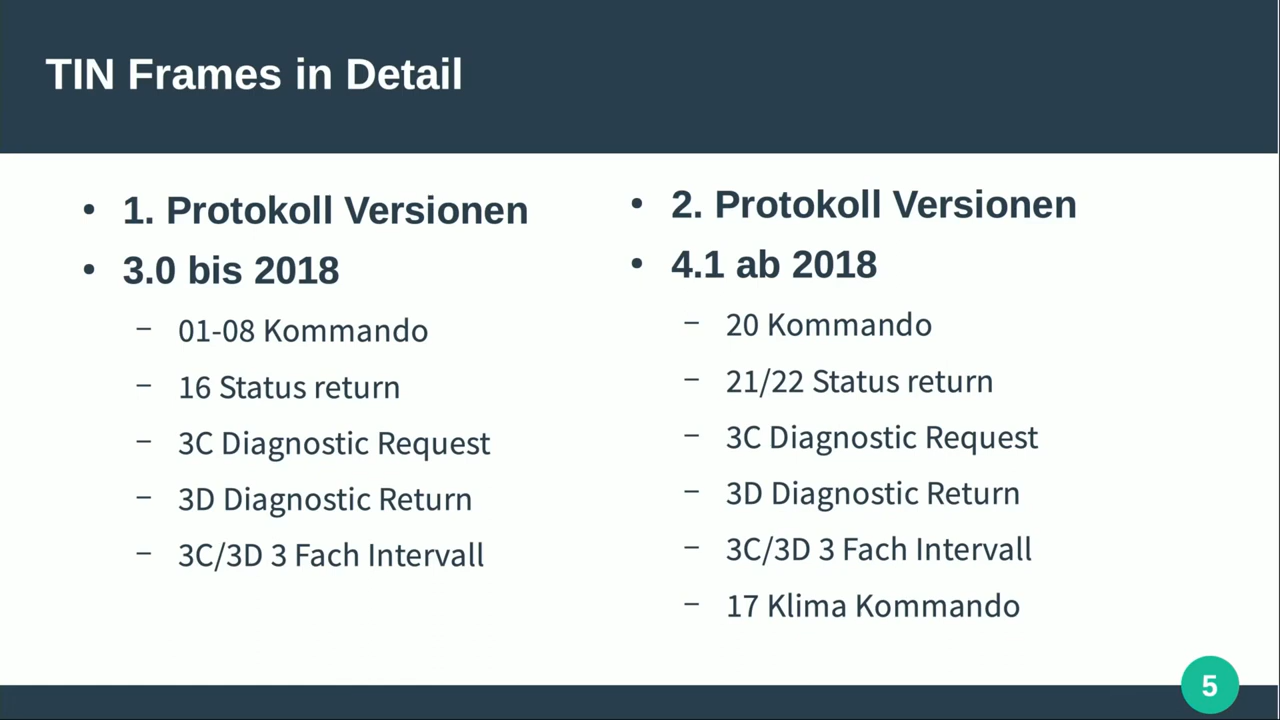 TIN Frames in Detail
• 1. Protokoll Versionen
• 3.0 bis 2018
– 01-08 Kommando
– 16 Status return
– 3C Diagnostic Request
– 3D Diagnostic Return
– 3C/3D 3 Fach Intervall
• 2. Protokoll Versionen
• 4.1 ab 2018
– 20 Kommando
– 21/22 Status return
– 3C Diagnostic Request
– 3D Diagnostic Return
– 3C/3D 3 Fach Intervall
– 17 Klima Kommando
5